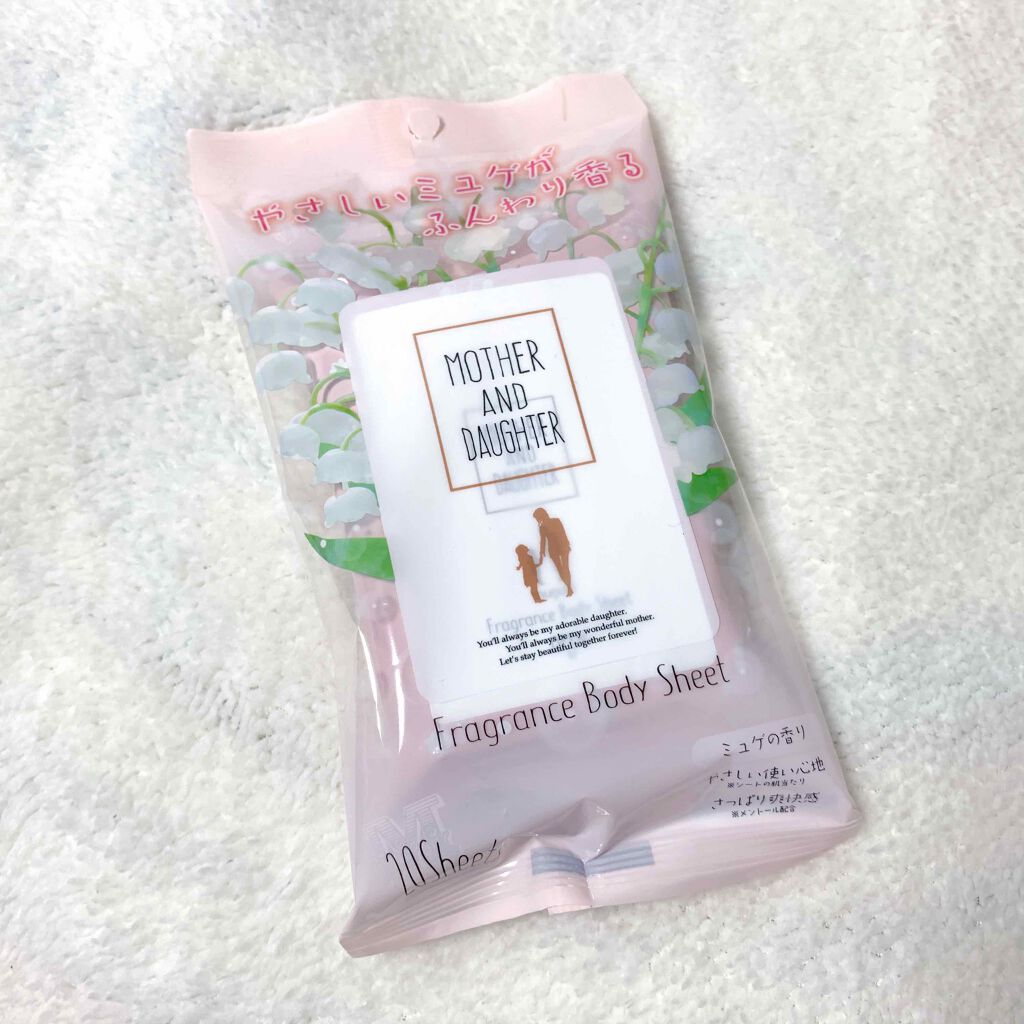 やさしいミュゲが
ふんわり香る
MOTHER
AND
DAUGHTER
You'll always be my adorable daughter.
You'll always be my wonderful mother.
Let's stay beautiful together forever!
Fragrance Body Sheet
ミュゲの香り
やさしい使い心地
※シートの肌当たり
さっぱり爽快感
※メントール配合
20Sheets